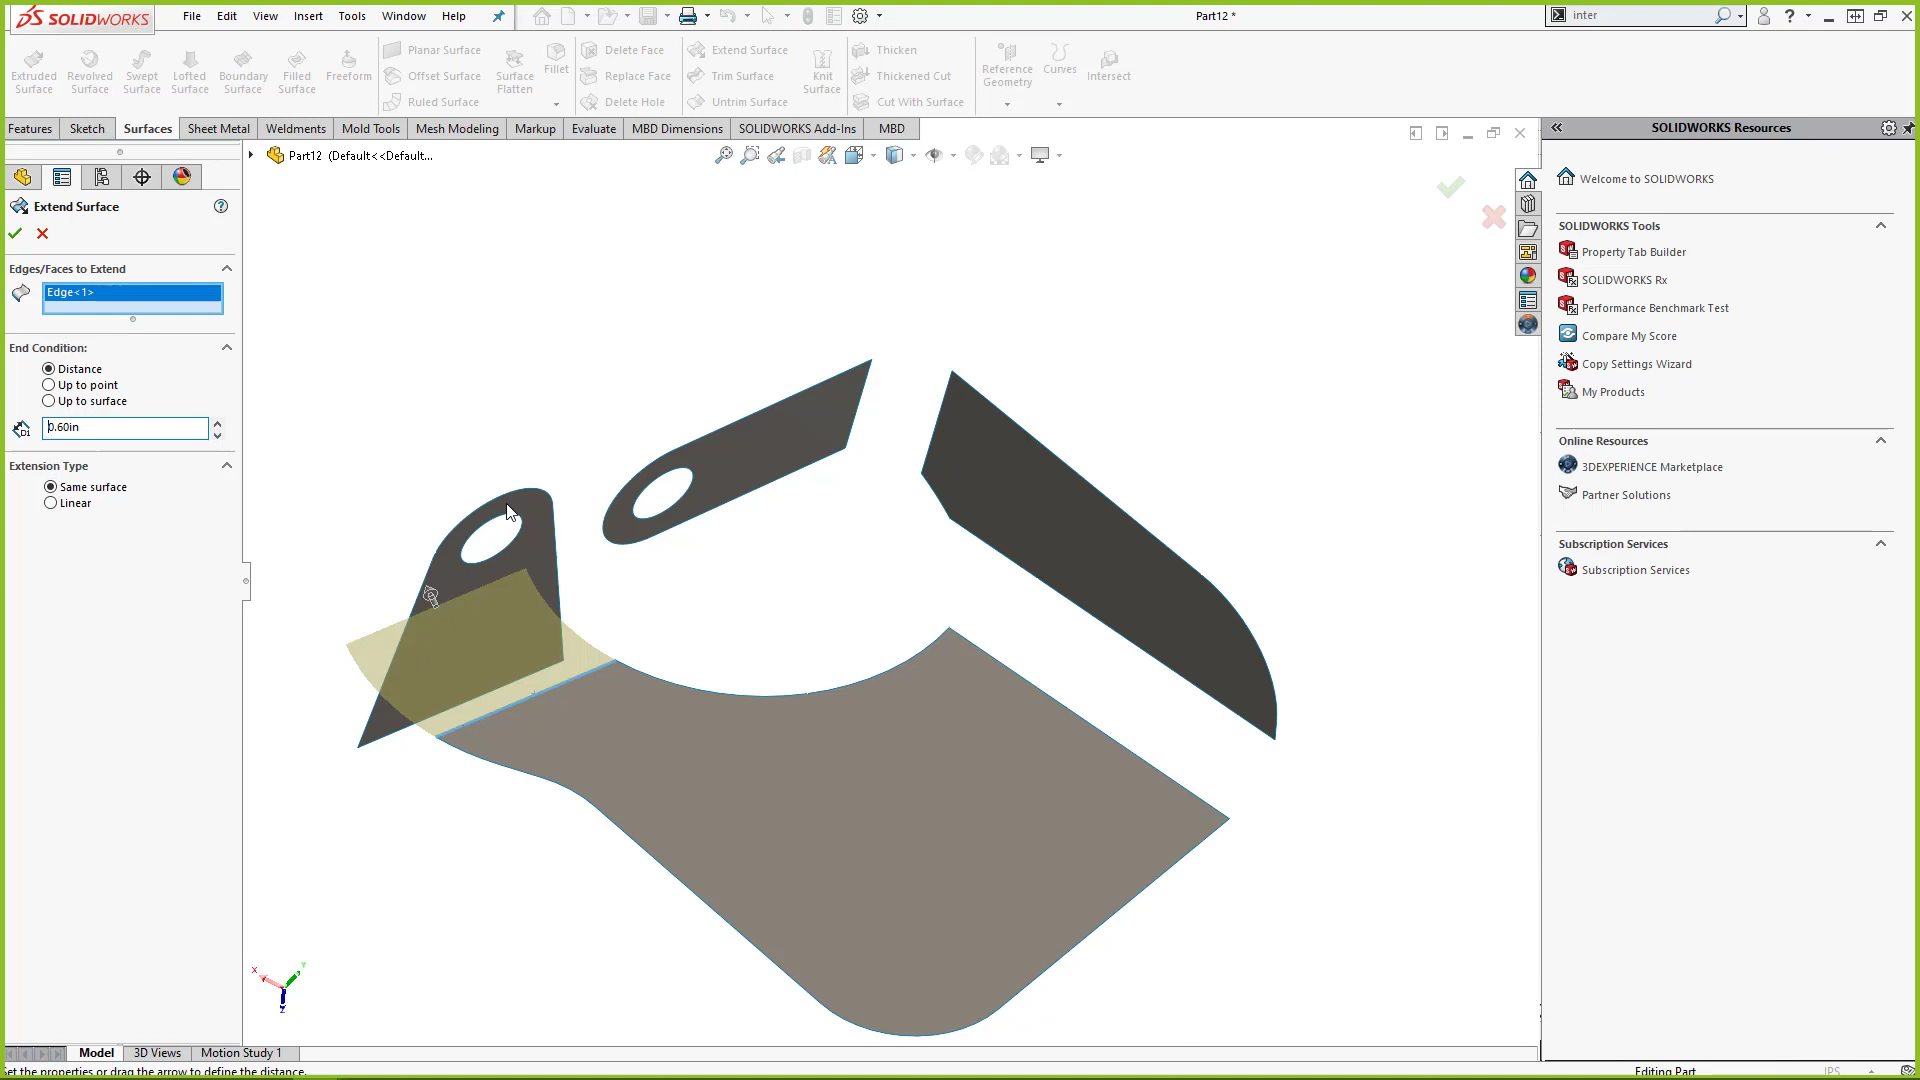 SOLIDWORKS File Edit View Insert Tools Window Help Part12 * inter
Extruded Surface Revolved Surface Swept Surface Lofted Surface Boundary Surface Filled Surface Freeform
Planar Surface
Offset Surface
Ruled Surface
Surface Flatten
Fillet
Delete Face
Replace Face
Delete Hole
Extend Surface
Trim Surface
Untrim Surface
Knit Surface
Thicken
Thickened Cut
Cut With Surface
Reference Geometry
Curves
Intersect
Features Sketch Surfaces Sheet Metal Weldments Mold Tools Mesh Modeling Markup Evaluate MBD Dimensions SOLIDWORKS Add-Ins MBD
Part12 (Default<<Default...
Extend Surface
Edges/Faces to Extend
Edge<1>
End Condition:
Distance
Up to point
Up to surface
D1
0.60in
Extension Type
Same surface
Linear
X Y Z
SOLIDWORKS Resources
Welcome to SOLIDWORKS
SOLIDWORKS Tools
Property Tab Builder
SOLIDWORKS Rx
Performance Benchmark Test
Compare My Score
Copy Settings Wizard
My Products
Online Resources
3DEXPERIENCE Marketplace
Partner Solutions
Subscription Services
Subscription Services
Model 3D Views Motion Study 1
Set the properties or drag the arrow to define the distance. Editing Part IPS